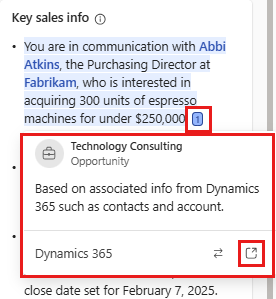 Key sales info
• You are in communication with Abbi
Atkins, the Purchasing Director at
Fabrikam, who is interested in
acquiring 300 units of espresso
machines for under $250,000. 1
Technology Consulting
Opportunity
Based on associated info from Dynamics
365 such as contacts and account.
Dynamics 365
close date set for February 7, 2025.